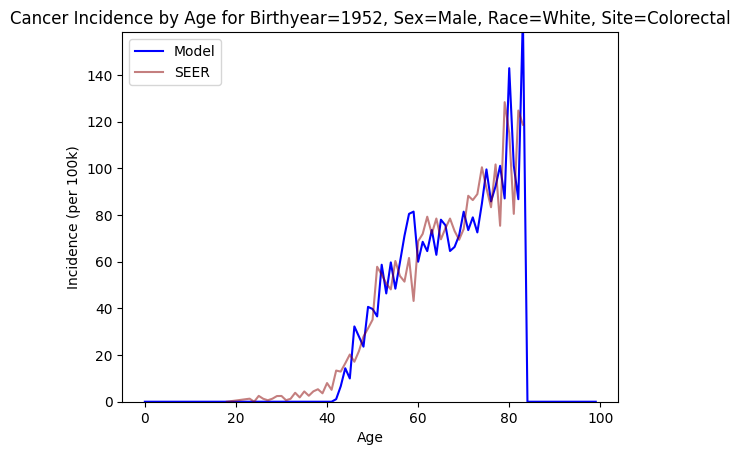 Cancer Incidence by Age for Birthyear=1952, Sex=Male, Race=White, Site=Colorectal
Model
SEER
140
120
100
80
60
40
20
0
Incidence (per 100k)
0 20 40 60 80 100
Age